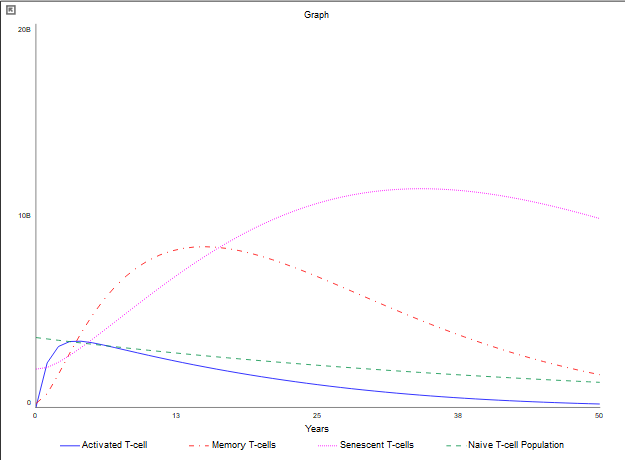 Graph
20B
10B
0
0 13 25 38 50
Years
Activated T-cell Memory T-cells Senescent T-cells Naive T-cell Population